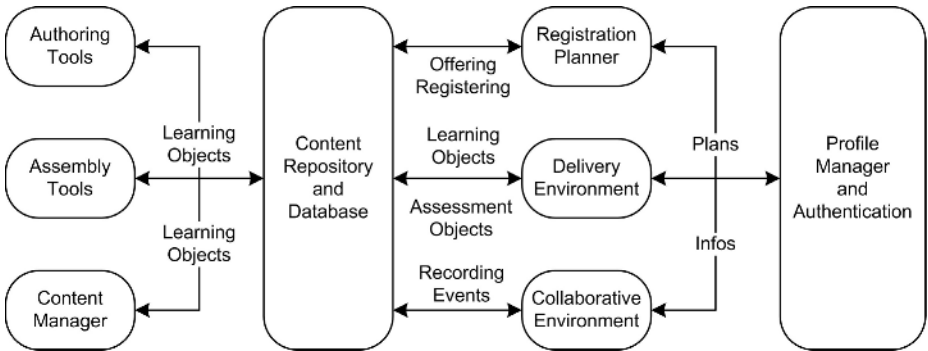 Authoring
Tools
Learning
Objects
Assembly
Tools
Learning
Objects
Content
Manager
Content
Repository
and
Database
Offering
Registering
Learning
Objects
Assessment
Objects
Recording
Events
Registration
Planner
Delivery
Environment
Collaborative
Environment
Plans
Infos
Profile
Manager
and
Authentication